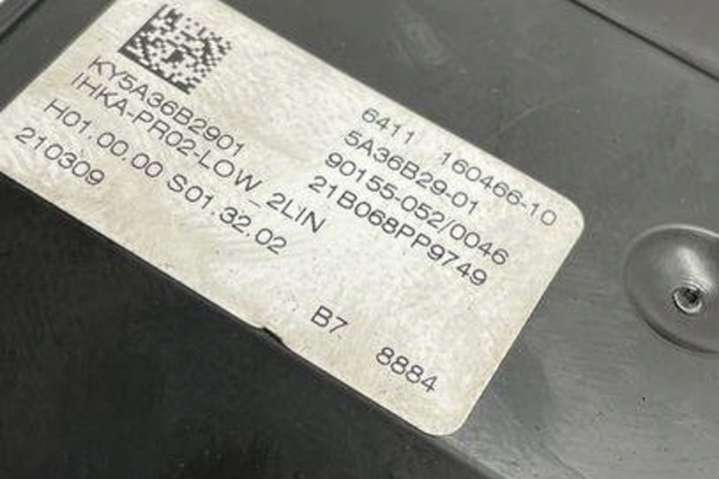 KY5A36B2901
IHKA-PR02-LOW_2LIN
H01.00.00 S01.32.02
210309
6411 160466-10
5A36B29-01
90155-052/0046
21B068PP9749
B7 8884